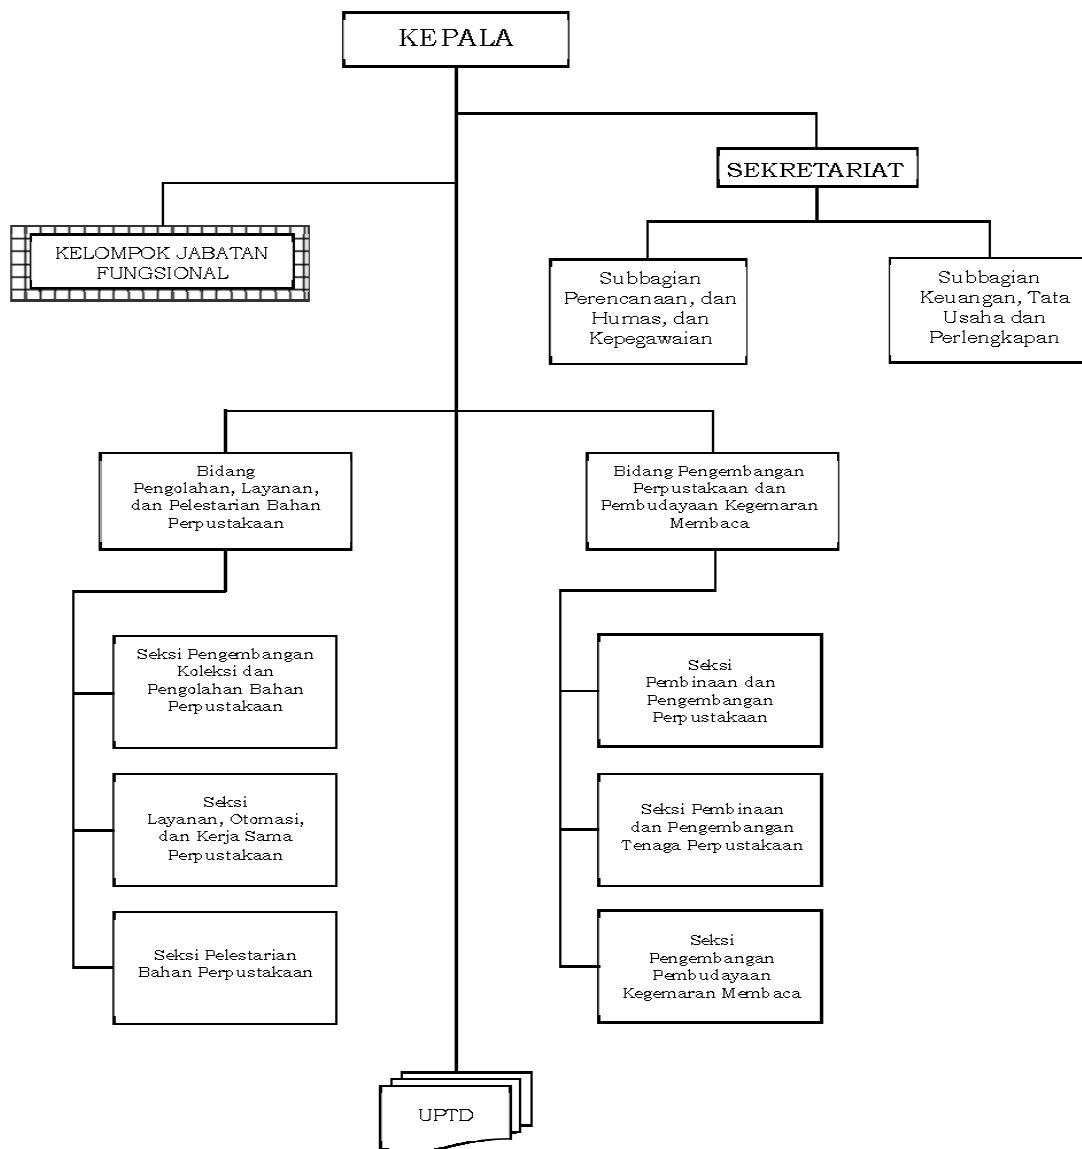 KEPALA
SEKRETARIAT
KELOMPOK JABATAN
FUNGSIONAL
Subbagian
Perencanaan, dan
Humas, dan
Kepegawaian
Subbagian
Keuangan, Tata
Usaha dan
Perlengkapan
Bidang
Pengolahan, Layanan,
dan Pelestarian Bahan
Perpustakaan
Bidang Pengembangan
Perpustakaan dan
Pembudayaan Kegemaran
Membaca
Seksi Pengembangan
Koleksi dan
Pengolahan Bahan
Perpustakaan
Seksi
Layanan, Otomasi,
dan Kerja Sama
Perpustakaan
Seksi Pelestarian
Bahan Perpustakaan
Seksi
Pembinaan dan
Pengembangan
Perpustakaan
Seksi Pembinaan
dan Pengembangan
Tenaga Perpustakaan
Seksi
Pengembangan
Pembudayaan
Kegemaran Membaca
UPTD